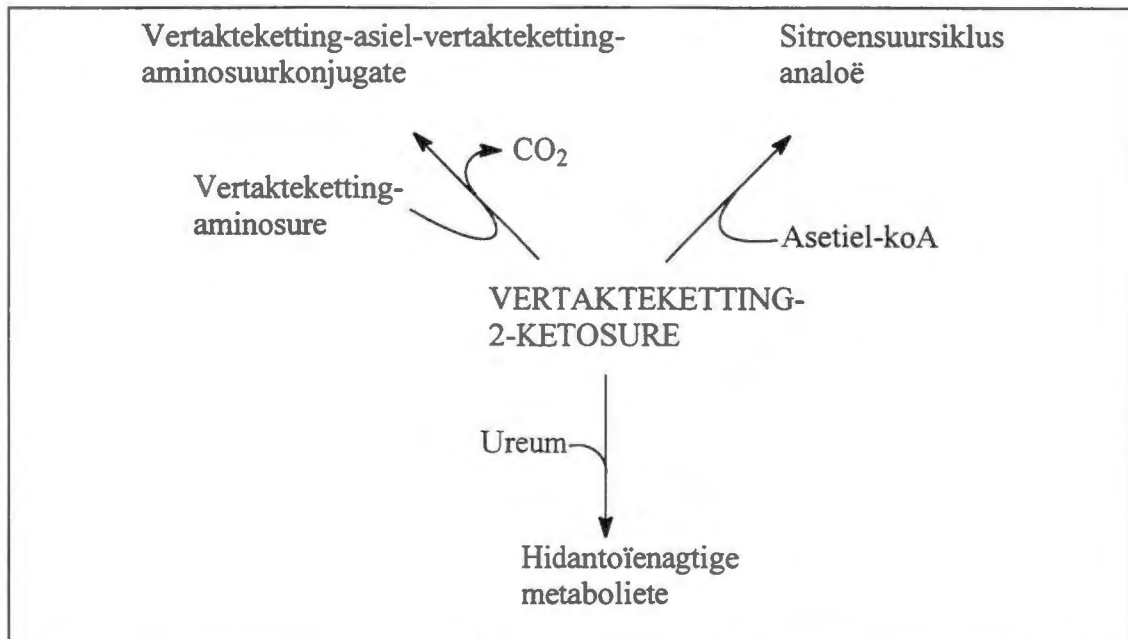 Vertakteketting-asiel-vertakteketting-
aminosuurkonjugate
Sitroensuursiklus
analoë
CO₂
Vertakteketting-
aminosure
Asetiel-koA
VERTAKTEKETTING-
2-KETOSURE
Ureum
Hidantoïenagtige
metaboliete